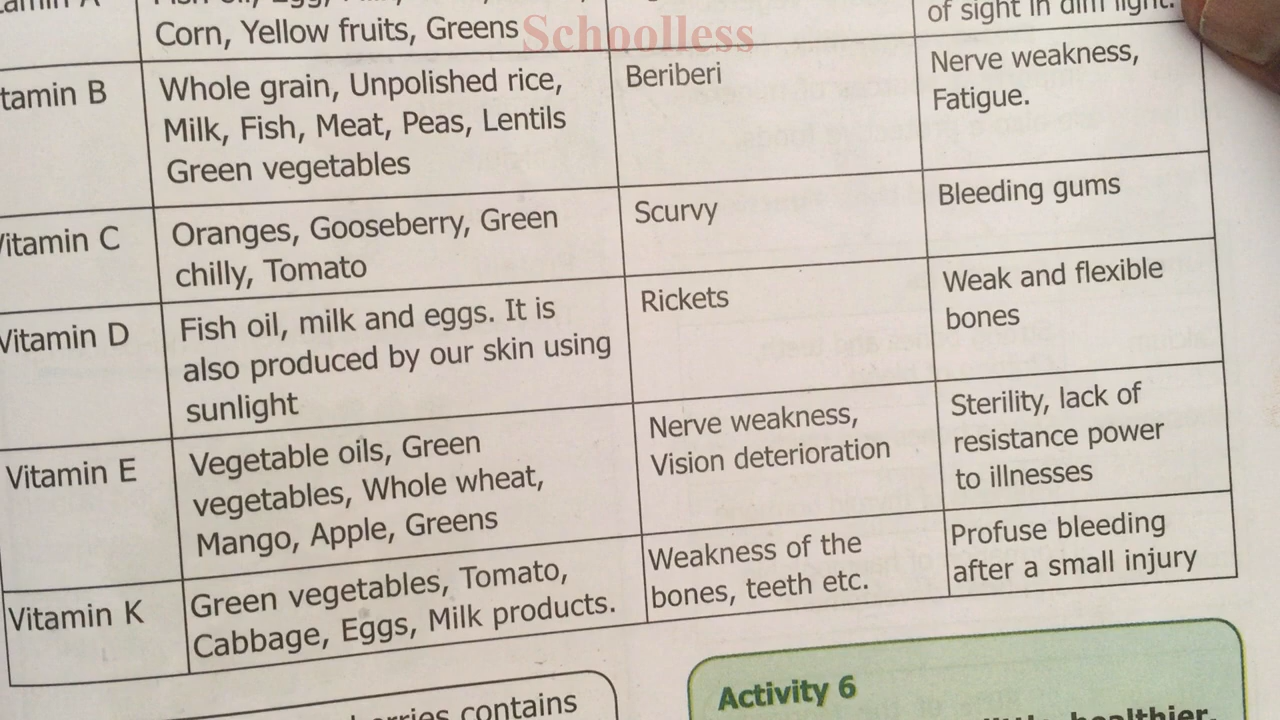 Corn, Yellow fruits, Greens
Schoolless
of sight in dim light.
tamin B
Whole grain, Unpolished rice,
Milk, Fish, Meat, Peas, Lentils
Green vegetables
Beriberi
Nerve weakness,
Fatigue.
Vitamin C
Oranges, Gooseberry, Green
chilly, Tomato
Scurvy
Bleeding gums
Vitamin D
Fish oil, milk and eggs. It is
also produced by our skin using
sunlight
Rickets
Weak and flexible
bones
Vitamin E
Vegetable oils, Green
vegetables, Whole wheat,
Mango, Apple, Greens
Nerve weakness,
Vision deterioration
Sterility, lack of
resistance power
to illnesses
Vitamin K
Green vegetables, Tomato,
Cabbage, Eggs, Milk products.
Weakness of the
bones, teeth etc.
Profuse bleeding
after a small injury
contains
Activity 6
healthier